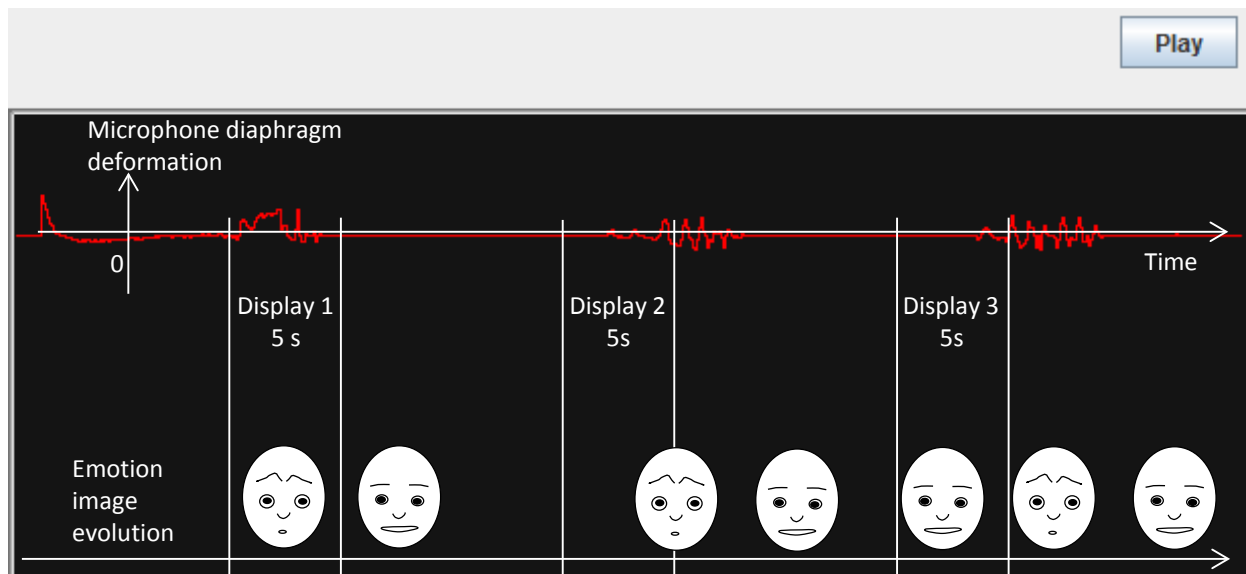 Play
Microphone diaphragm
deformation
0
Time
Display 1
5 s
Display 2
5s
Display 3
5s
Emotion
image
evolution